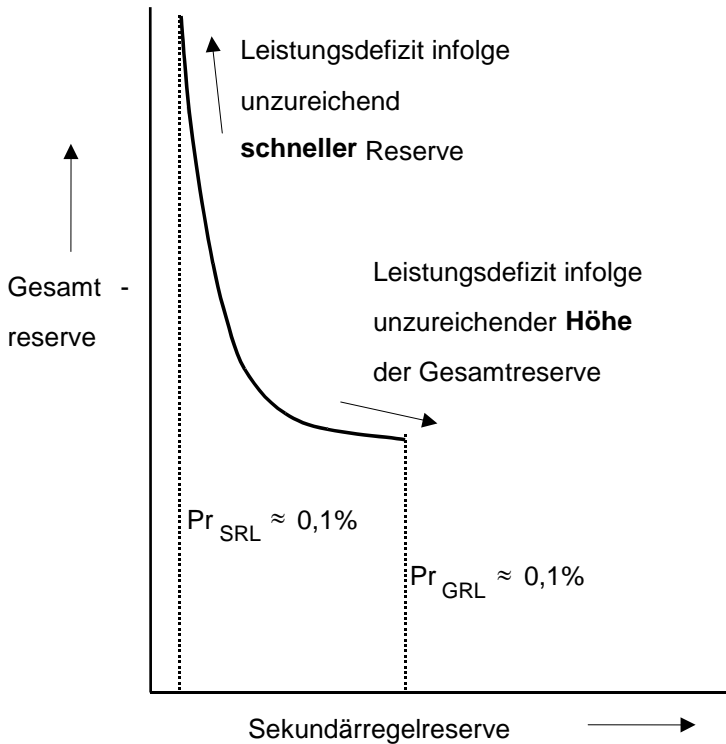 Leistungsdefizit infolge
unzureichend
schneller Reserve
Gesamt -
reserve
Leistungsdefizit infolge
unzureichender Höhe
der Gesamtreserve
Pr SRL ≈ 0,1%
Pr GRL ≈ 0,1%
Sekundärregelreserve